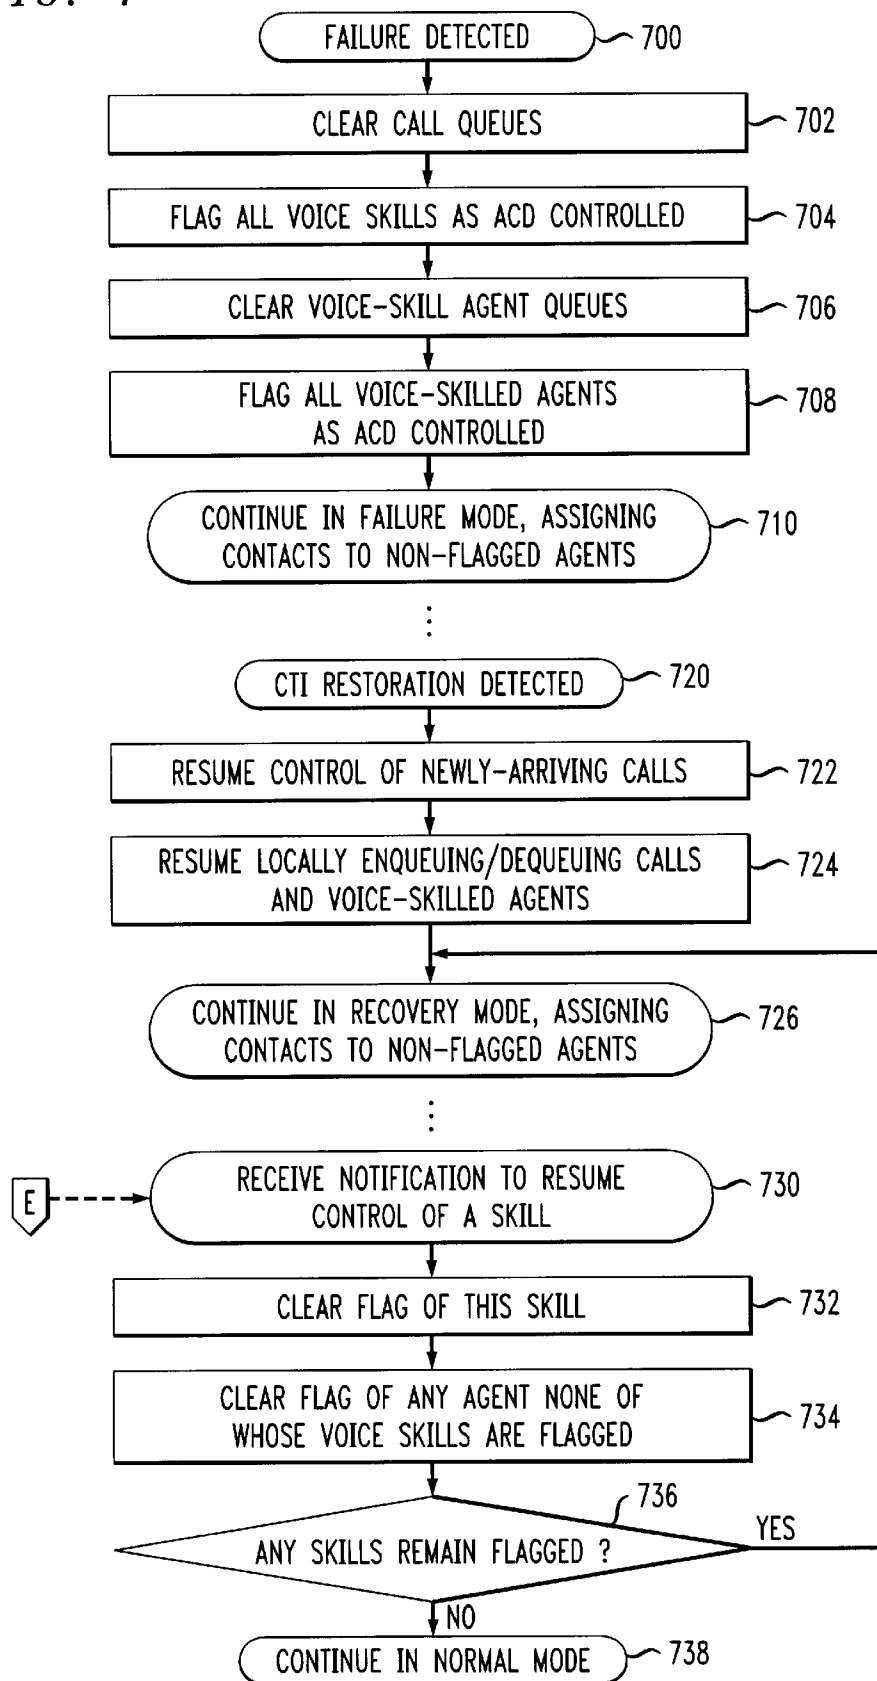 FAILURE DETECTED 700
CLEAR CALL QUEUES 702
FLAG ALL VOICE SKILLS AS ACD CONTROLLED 704
CLEAR VOICE-SKILL AGENT QUEUES 706
FLAG ALL VOICE-SKILLED AGENTS
AS ACD CONTROLLED
708
CONTINUE IN FAILURE MODE, ASSIGNING
CONTACTS TO NON-FLAGGED AGENTS
710
CTI RESTORATION DETECTED 720
RESUME CONTROL OF NEWLY-ARRIVING CALLS 722
RESUME LOCALLY ENQUEUING/DEQUEUING CALLS
AND VOICE-SKILLED AGENTS
724
CONTINUE IN RECOVERY MODE, ASSIGNING
CONTACTS TO NON-FLAGGED AGENTS
726
E
RECEIVE NOTIFICATION TO RESUME
CONTROL OF A SKILL
730
CLEAR FLAG OF THIS SKILL 732
CLEAR FLAG OF ANY AGENT NONE OF
WHOSE VOICE SKILLS ARE FLAGGED
734
736
ANY SKILLS REMAIN FLAGGED ? YES
NO
CONTINUE IN NORMAL MODE 738